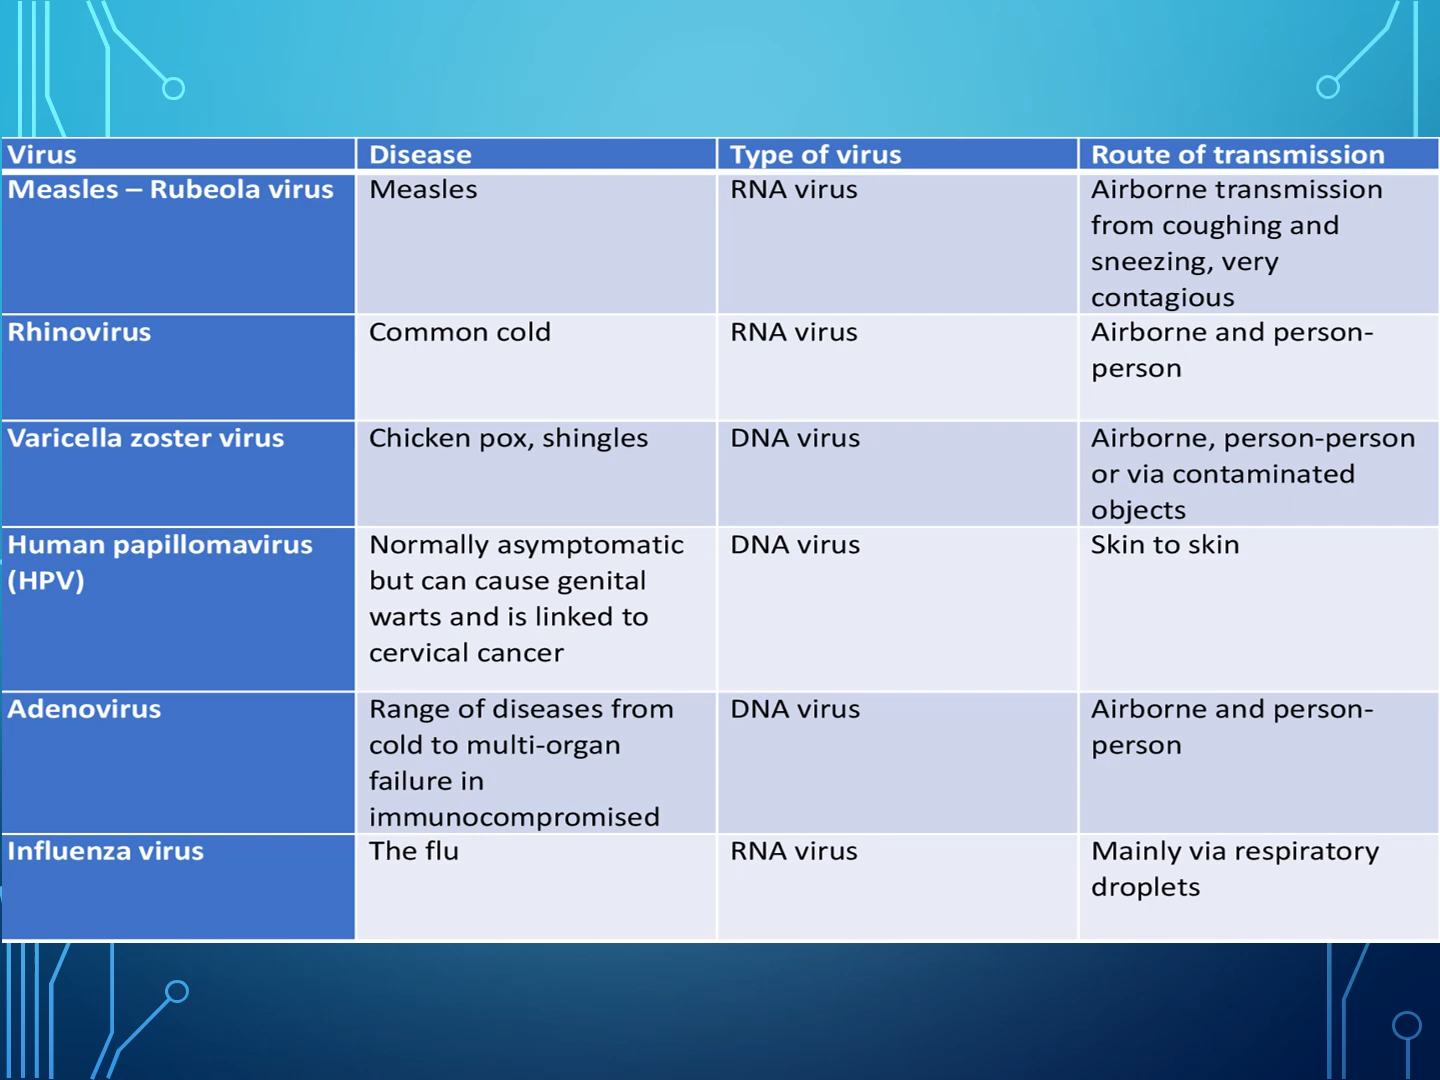 Virus
Disease
Type of virus
Route of transmission
Measles – Rubeola virus
Measles
RNA virus
Airborne transmission
from coughing and
sneezing, very
contagious
Rhinovirus
Common cold
RNA virus
Airborne and person-
person
Varicella zoster virus
Chicken pox, shingles
DNA virus
Airborne, person-person
or via contaminated
objects
Human papillomavirus
(HPV)
Normally asymptomatic
but can cause genital
warts and is linked to
cervical cancer
DNA virus
Skin to skin
Adenovirus
Range of diseases from
cold to multi-organ
failure in
immunocompromised
DNA virus
Airborne and person-
person
Influenza virus
The flu
RNA virus
Mainly via respiratory
droplets